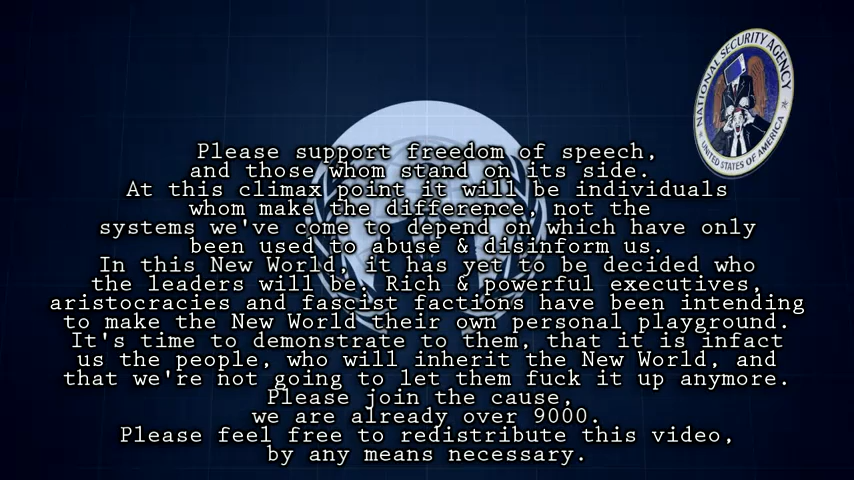 NATIONAL SECURITY AGENCY
UNITED STATES OF AMERICA
Please support freedom of speech,
and those whom stand on its side.
At this climax point it will be individuals
whom make the difference, not the
systems we've come to depend on which have only
been used to abuse & disinform us.
In this New World, it has yet to be decided who
the leaders will be. Rich & powerful executives,
aristocracies and fascist factions have been intending
to make the New World their own personal playground.
It's time to demonstrate to them, that it is infact
us the people, who will inherit the New World, and
that we're not going to let them fuck it up anymore.
Please join the cause,
we are already over 9000.
Please feel free to redistribute this video,
by any means necessary.